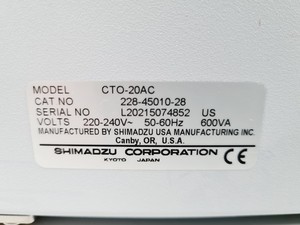 MODEL CTO-20AC
CAT NO 228-45010-28
SERIES NO L20215074852 US
VOLTS 220-240V~ 50-60Hz 600VA
MANUFACTURED BY SHIMADZU USA MANUFACTURING INC.
Canby, OR, U.S.A.
SHIMADZU CORPORATION
KYOTO JAPAN
CE